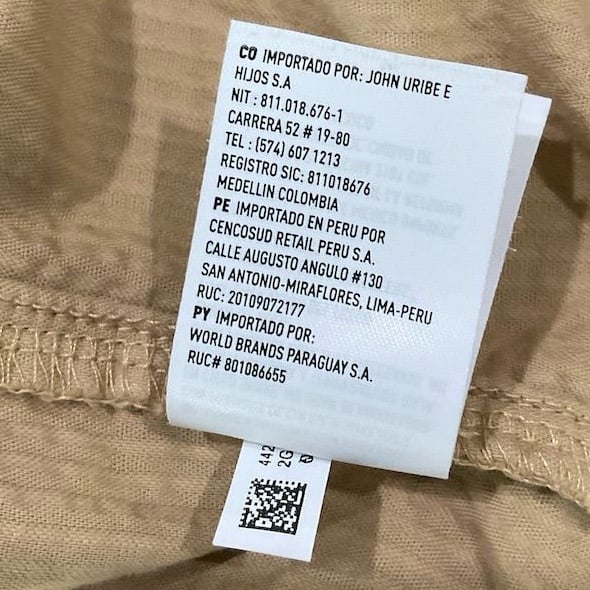 CO IMPORTADO POR: JOHN URIBE E
HIJOS S.A
NIT : 811.018.676-1
CARRERA 52 # 19-80
TEL : (574) 607 1213
REGISTRO SIC: 811018676
MEDELLIN COLOMBIA
PE IMPORTADO EN PERU POR
CENCOSUD RETAIL PERU S.A.
CALLE AUGUSTO ANGULO #130
SAN ANTONIO-MIRAFLORES, LIMA-PERU
RUC: 20109072177
PY IMPORTADO POR:
WORLD BRANDS PARAGUAY S.A.
RUC# 801086655
442
2G